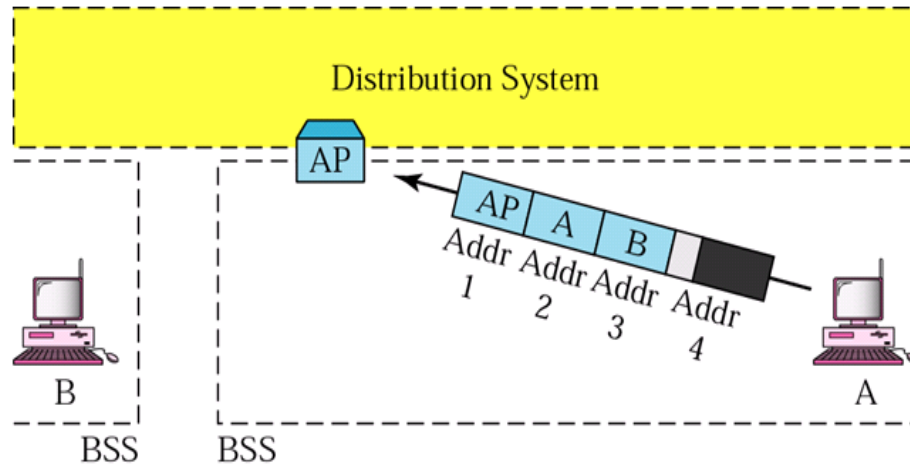 Distribution System
AP
AP A B
Addr Addr Addr Addr
1 2 3 4
B A
BSS BSS